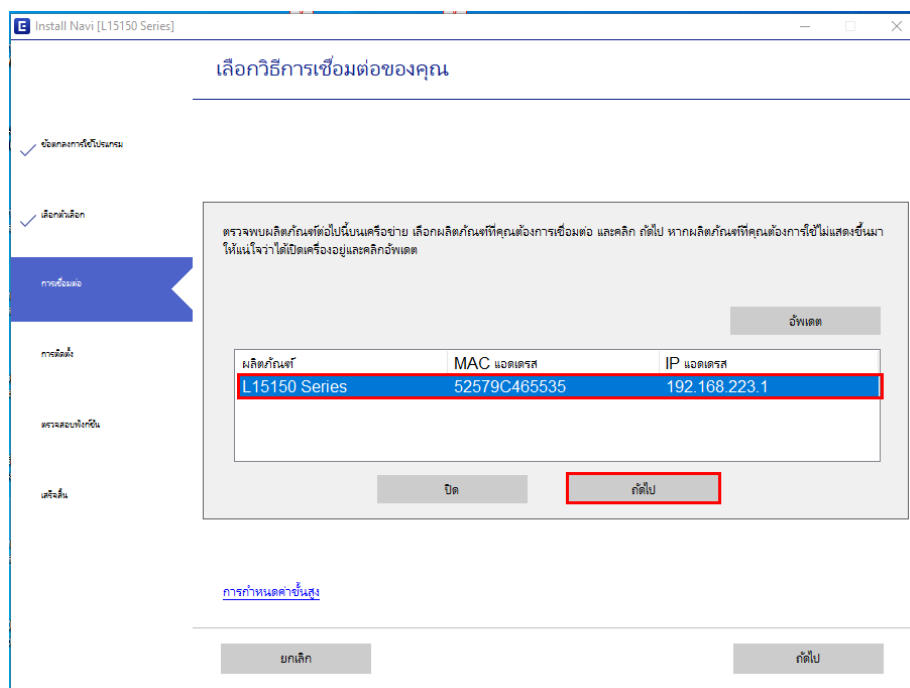 E Install Navi [L15150 Series]
เลือกวิธีการเชื่อมต่อของคุณ
ข้อตกลงการใช้โปรแกรม
เลือกตัวเลือก
การเชื่อมต่อ
การติดตั้ง
ตรวจสอบฟังก์ชัน
เสร็จสิ้น
ตรวจพบผลิตภัณฑ์ต่อไปนี้บนเครือข่าย เลือกผลิตภัณฑ์ที่คุณต้องการเชื่อมต่อ และคลิก ถัดไป หากผลิตภัณฑ์ที่คุณต้องการใช้ไม่แสดงขึ้นมา
ให้แน่ใจว่าได้เปิดเครื่องอยู่และคลิกอัพเดต
อัพเดต
ผลิตภัณฑ์ MAC แอดเดรส IP แอดเดรส
L15150 Series 52579C465535 192.168.223.1
ปิด ถัดไป
การกำหนดค่าขั้นสูง
ยกเลิก ถัดไป